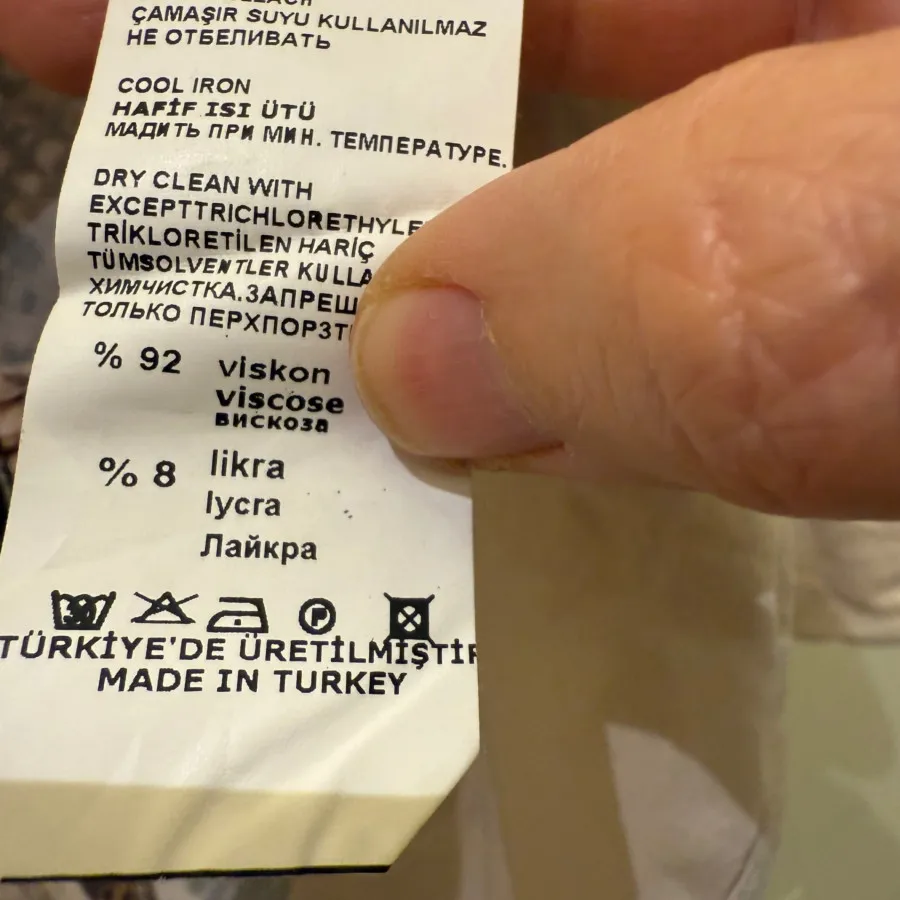 ÇAMAŞIR SUYU KULLANILMAZ
НЕ ОТБЕЛИВАТЬ
COOL IRON
HAFİF ISI ÜTÜ
МАДИТЬ ПРИ МИН. ТЕМПЕРАТУРЕ.
DRY CLEAN WITH
TRİKLORETİLEN HARİÇ
TÜMSOLVENTLER
ХИМЧИСТКА.
ТОЛЬКО
% 92 viskon
viscose
вискоза
% 8 likra
lycra
Лайкра
30
P
TÜRKİYE'DE ÜRETİLMİŞTİR
MADE IN TURKEY